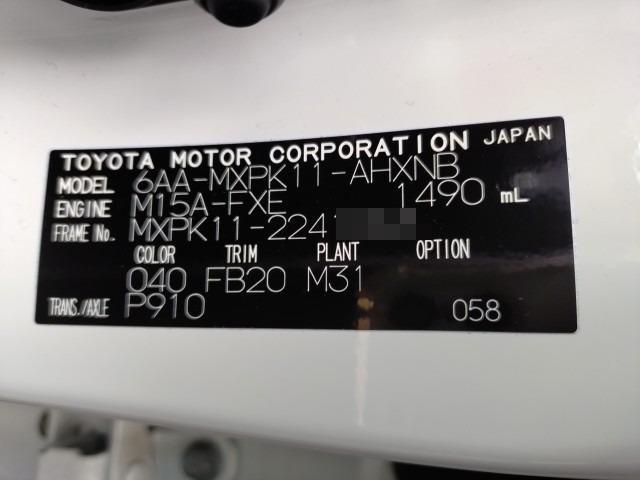 TOYOTA MOTOR CORPORATION JAPAN
MODEL 6AA-MXPK11-AHXNB
ENGINE M15A-FXE 1490 mL
FRAME No. MXPK11-224
COLOR TRIM PLANT OPTION
040 FB20 M31
TRANS./AXLE P910 058